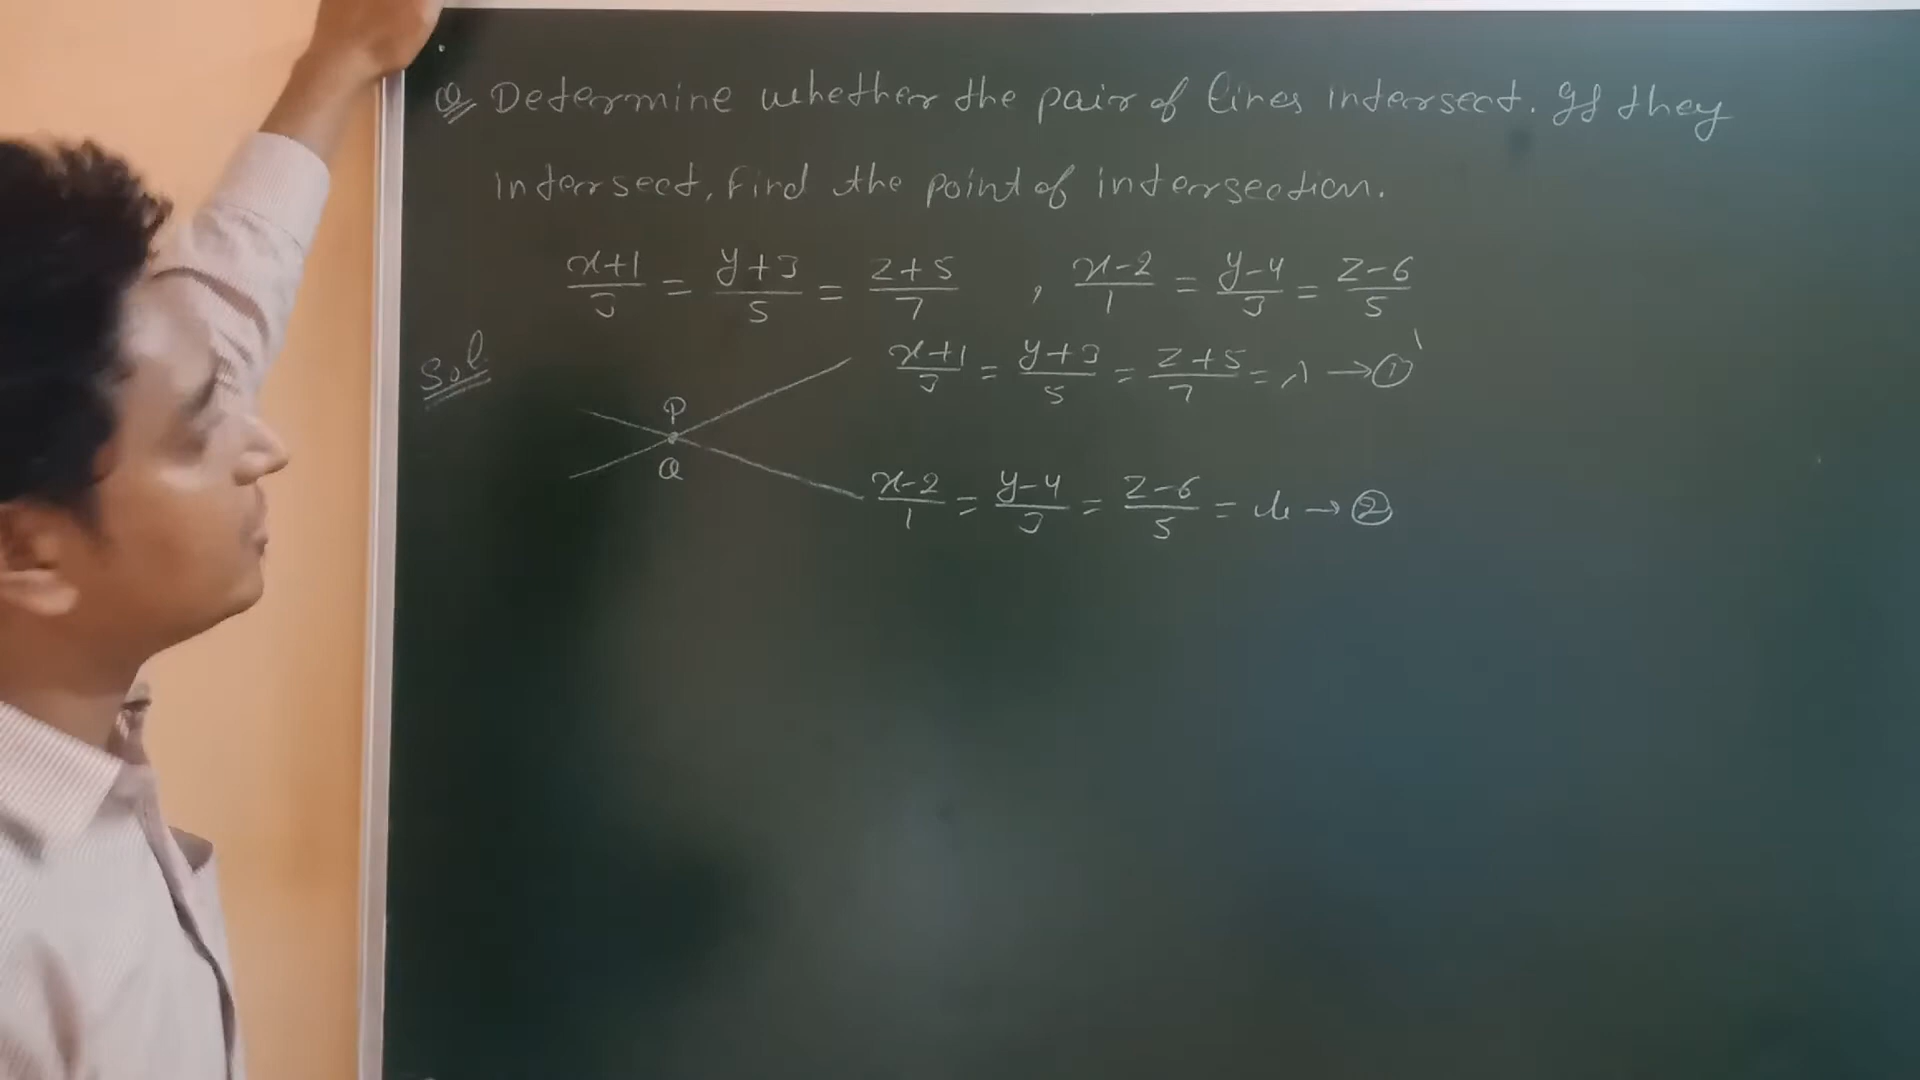 Q Determine whether the pair of lines intersect. If they
intersect, Find the point of intersection.
x+1/3 = y+3/5 = z+5/7 , x-2/1 = y-4/3 = z-6/5
Sol
x+1/3 = y+3/5 = z+5/7 = λ → ①
P
Q
x-2/1 = y-4/3 = z-6/5 = μ → ②